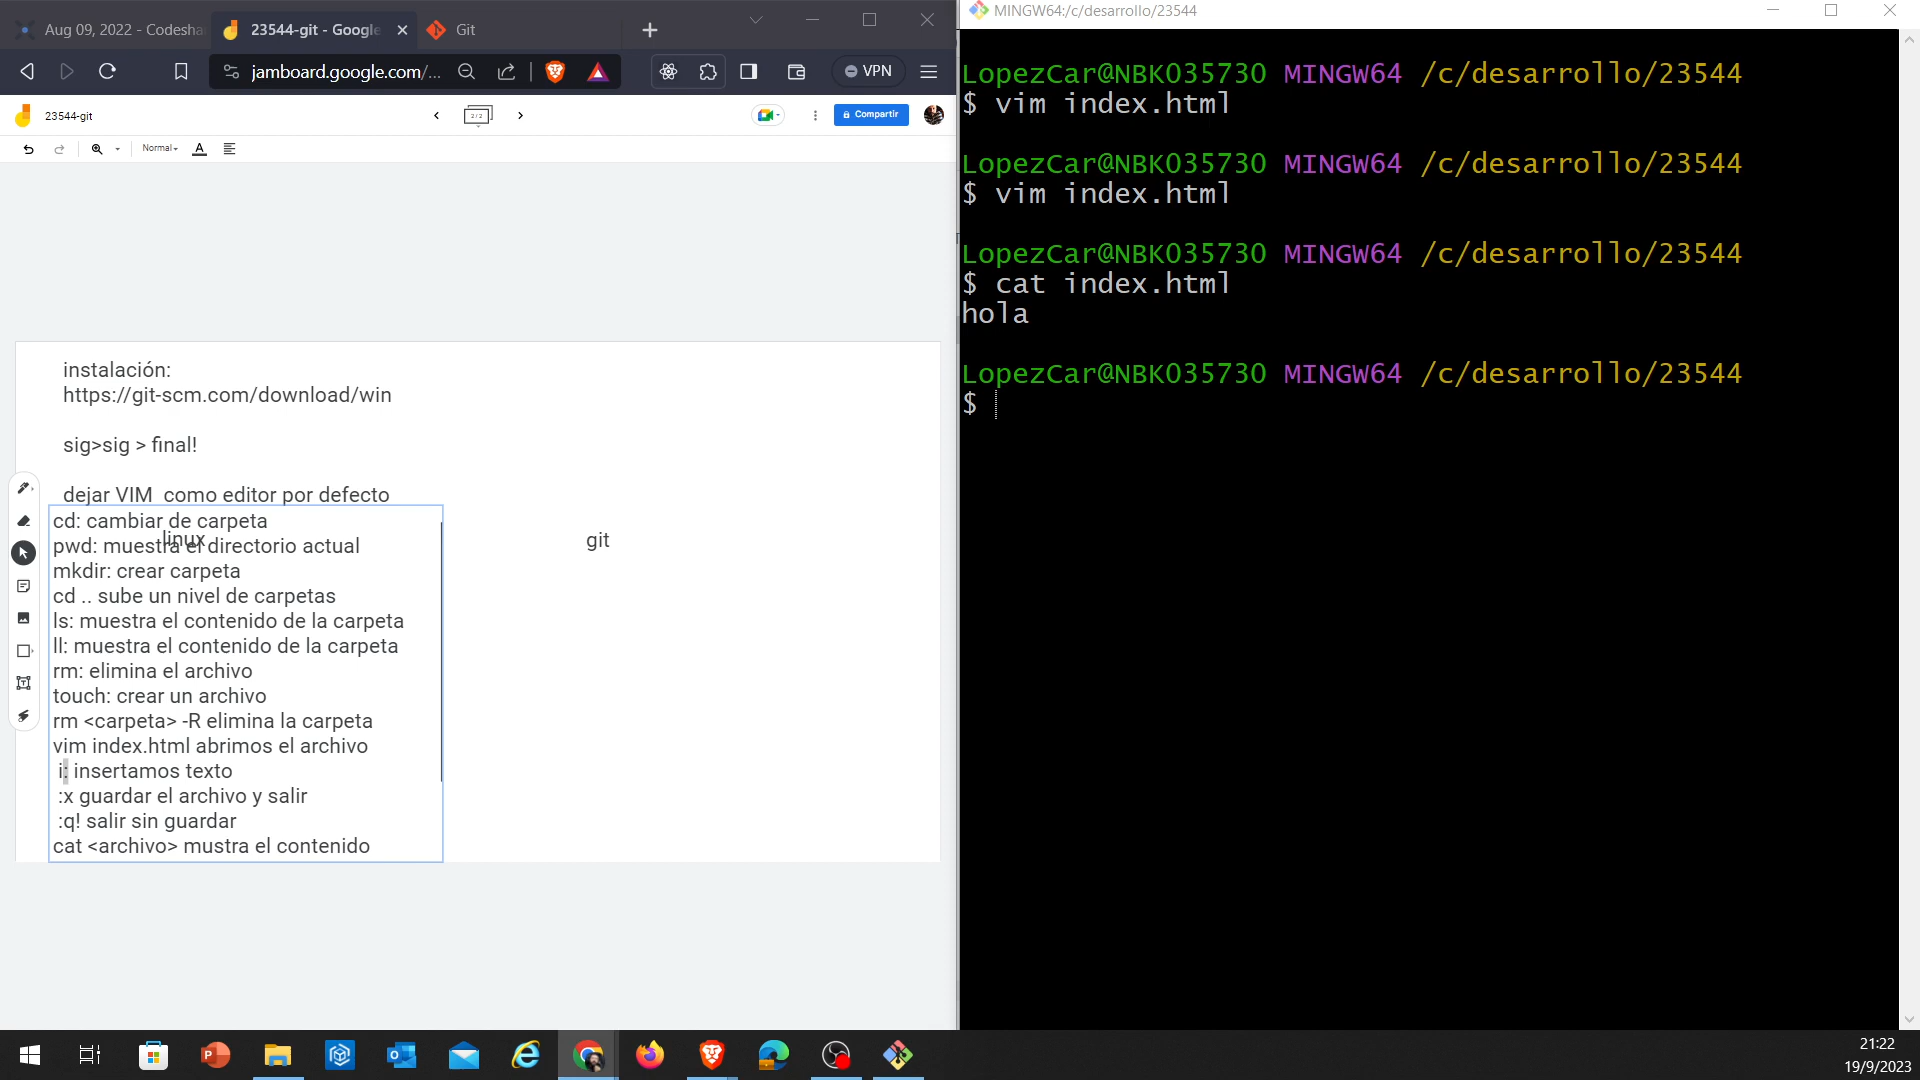 Aug 09, 2022 - Codesha
23544-git - Google
Git
jamboard.google.com/...
VPN
23544-git
2/2
Compartir
Normal
instalación:
https://git-scm.com/download/win
sig>sig > final!
dejar VIM  como editor por defecto
linux
git
cd: cambiar de carpeta
pwd: muestra el directorio actual
mkdir: crear carpeta
cd .. sube un nivel de carpetas
ls: muestra el contenido de la carpeta
ll: muestra el contenido de la carpeta
rm: elimina el archivo
touch: crear un archivo
rm <carpeta> -R elimina la carpeta
vim index.html abrimos el archivo
i: insertamos texto
:x guardar el archivo y salir
:q! salir sin guardar
cat <archivo> mustra el contenido
MINGW64:/c/desarrollo/23544
LopezCar@NBK035730 MINGW64 /c/desarrollo/23544
$ vim index.html
LopezCar@NBK035730 MINGW64 /c/desarrollo/23544
$ vim index.html
LopezCar@NBK035730 MINGW64 /c/desarrollo/23544
$ cat index.html
hola
LopezCar@NBK035730 MINGW64 /c/desarrollo/23544
$
21:22
19/9/2023